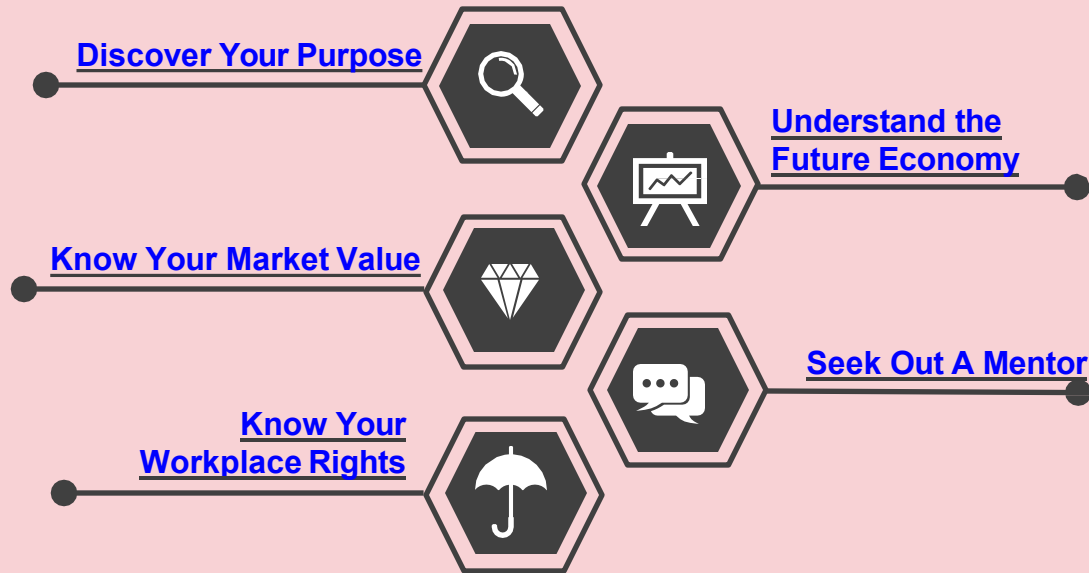 Discover Your Purpose
Understand the
Future Economy
Know Your Market Value
Seek Out A Mentor
Know Your
Workplace Rights